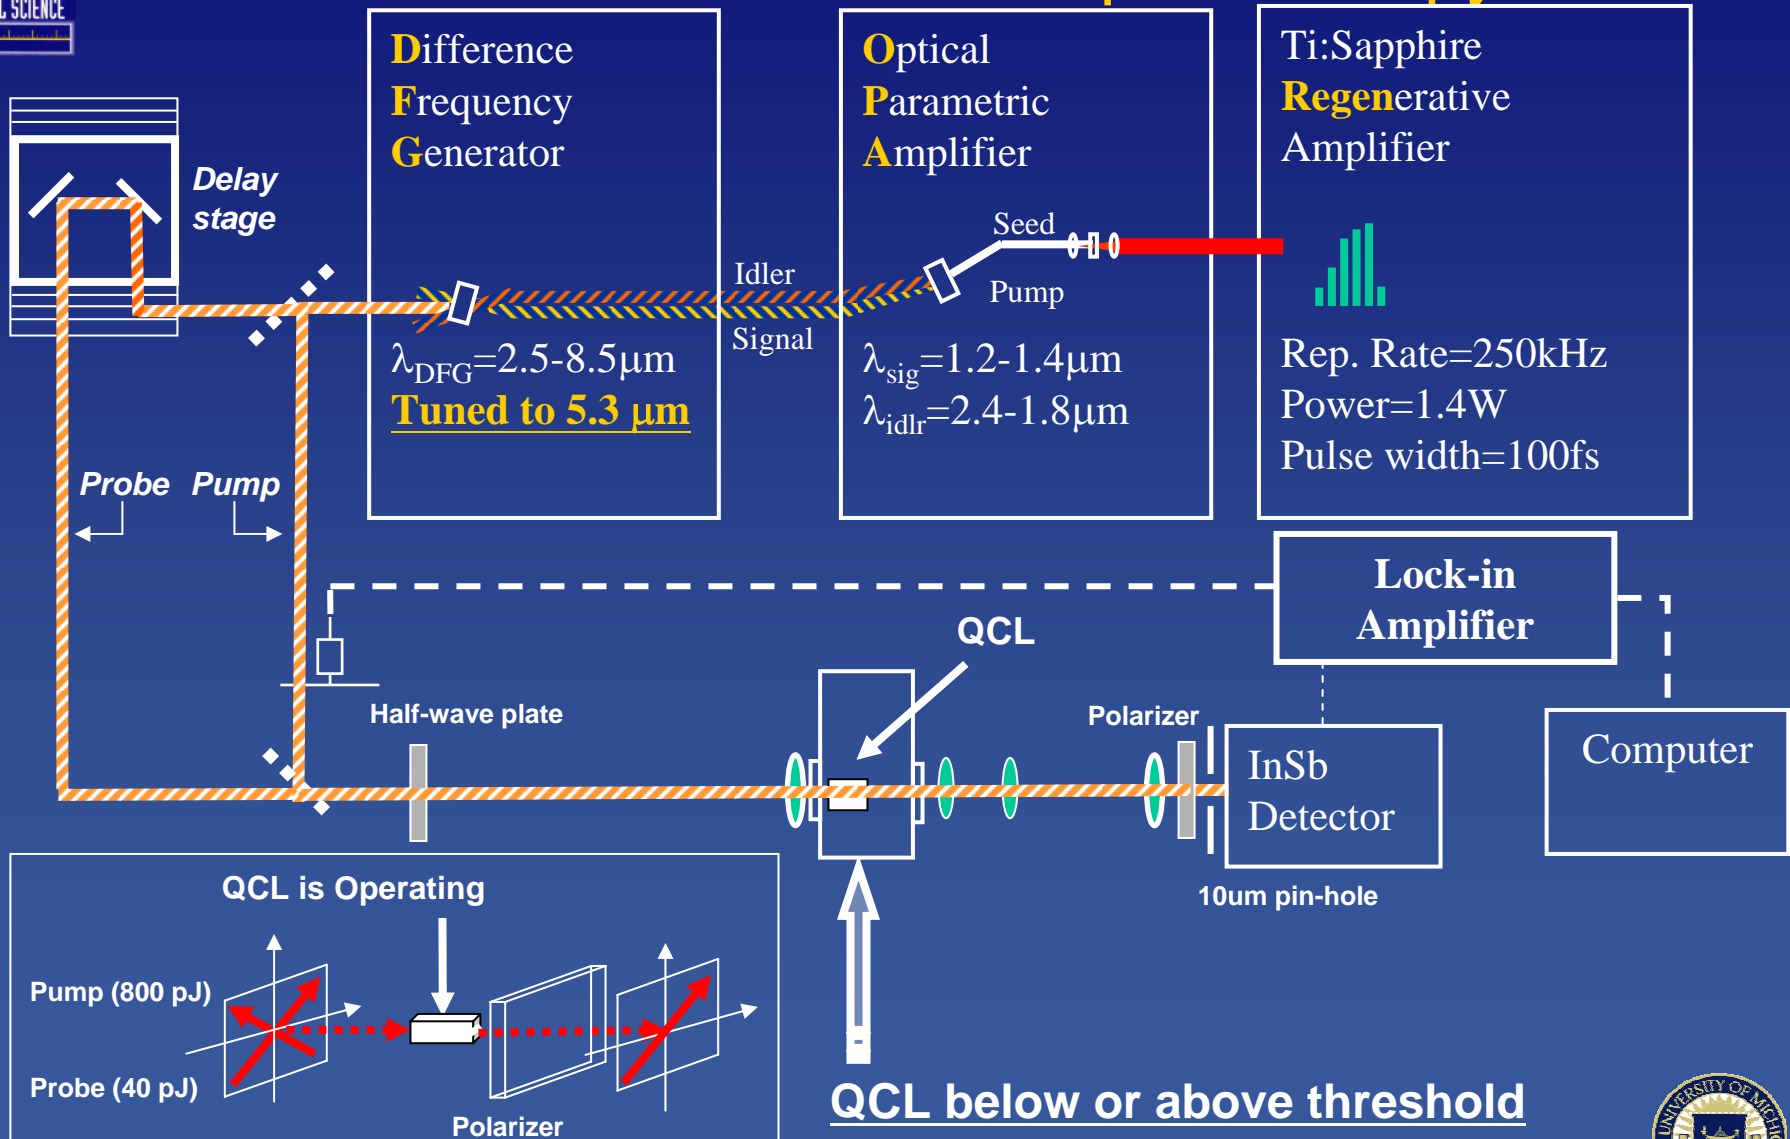 L SCIENCE
Difference
Frequency
Generator
λDFG=2.5-8.5μm
Tuned to 5.3 μm
Optical
Parametric
Amplifier
Seed
Pump
λsig=1.2-1.4μm
λidlr=2.4-1.8μm
Ti:Sapphire
Regenerative
Amplifier
Rep. Rate=250kHz
Power=1.4W
Pulse width=100fs
Delay
stage
Idler
Signal
Probe Pump
Lock-in
Amplifier
QCL
Half-wave plate
Polarizer
InSb
Detector
Computer
10um pin-hole
QCL is Operating
Pump (800 pJ)
Probe (40 pJ)
Polarizer
QCL below or above threshold
UNIVERSITY OF MICHI